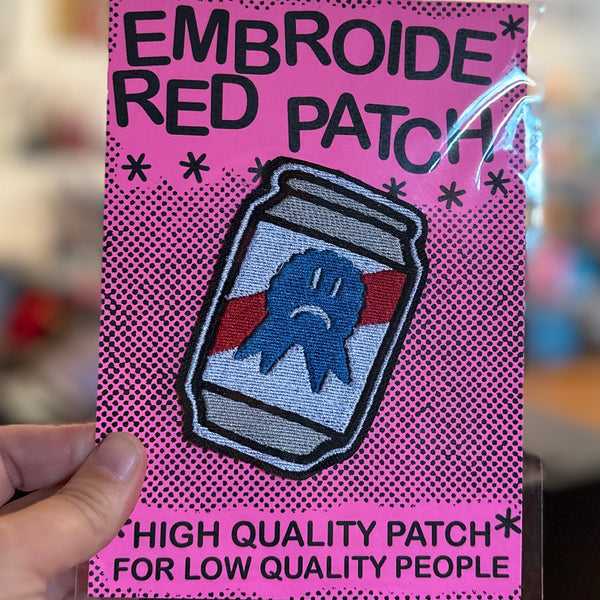 EMBROIDE*
RED PATCH
* * * * * *
*HIGH QUALITY PATCH*
FOR LOW QUALITY PEOPLE